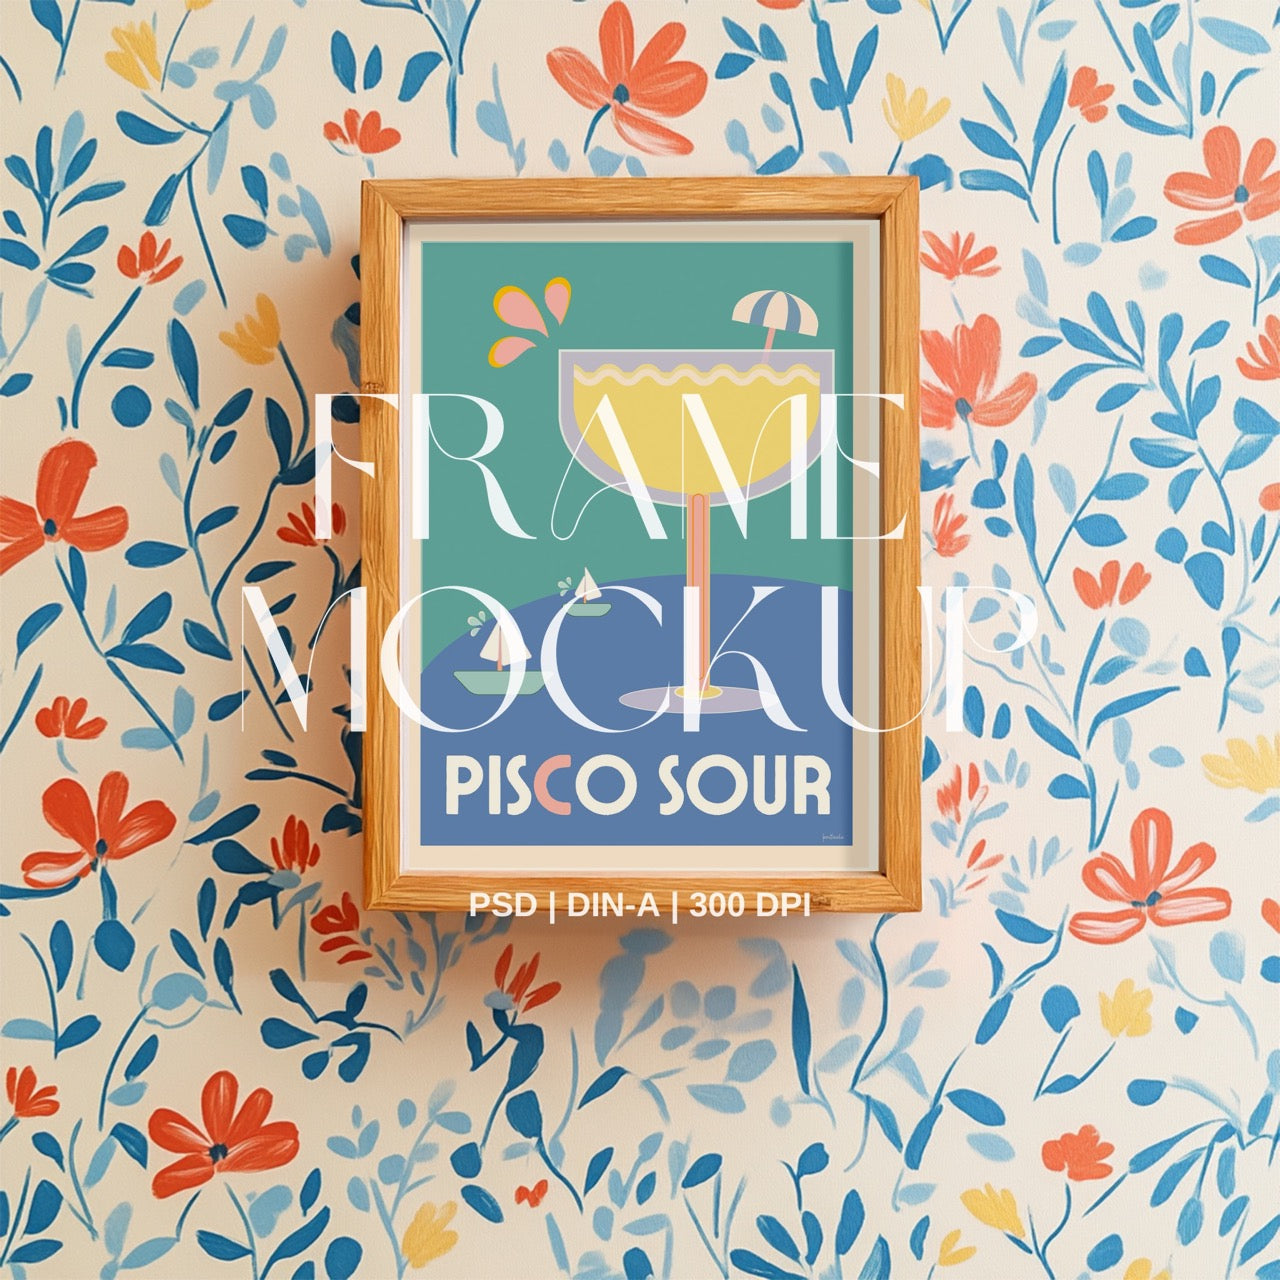 FRAME
MOCKUP
PISCO SOUR
PSD | DIN-A | 300 DPI